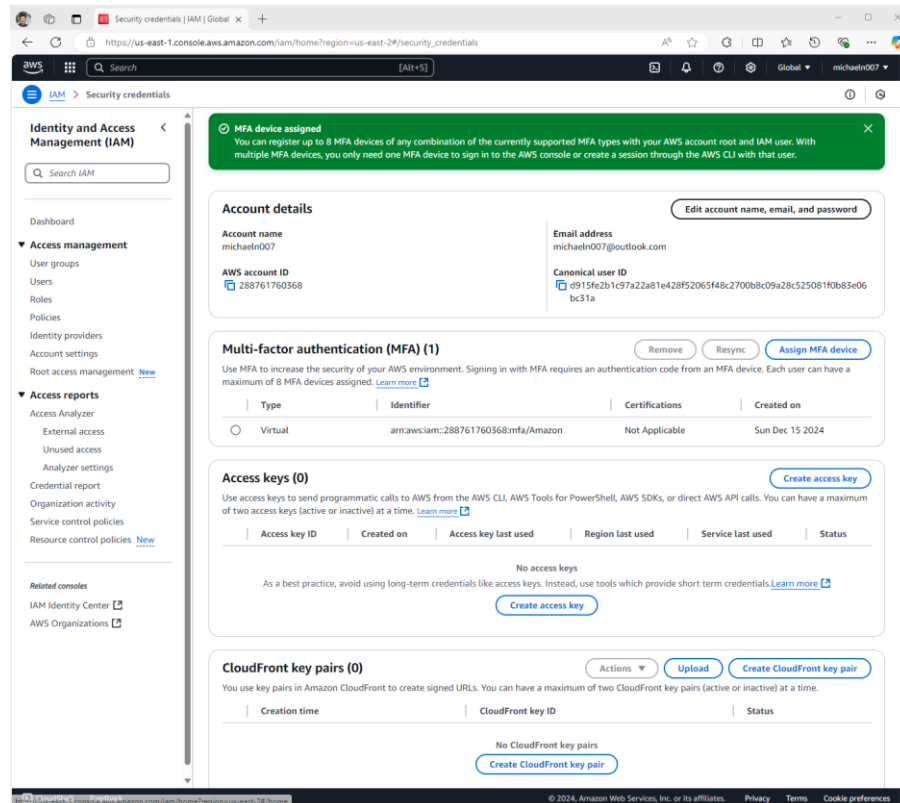 Security credentials | IAM | Global
https://us-east-1.console.aws.amazon.com/iam/home?region=us-east-2#/security_credentials
aws
Search
[Alt+S]
Global
michaeln007
IAM > Security credentials
Identity and Access Management (IAM)
Search IAM
Dashboard
Access management
User groups
Users
Roles
Policies
Identity providers
Account settings
Root access management New
Access reports
Access Analyzer
External access
Unused access
Analyzer settings
Credential report
Organization activity
Service control policies
Resource control policies New
Related consoles
IAM Identity Center
AWS Organizations
MFA device assigned
You can register up to 8 MFA devices of any combination of the currently supported MFA types with your AWS account root and IAM user. With
multiple MFA devices, you only need one MFA device to sign in to the AWS console or create a session through the AWS CLI with that user.
Account details
Edit account name, email, and password
Account name
michaeln007
Email address
michaeln007@outlook.com
AWS account ID
288761760368
Canonical user ID
d915fe2b1c97a22a81e428f52065f48c2700b8c09a28c525081f0b83e06
bc31a
Multi-factor authentication (MFA) (1)
Remove
Resync
Assign MFA device
Use MFA to increase the security of your AWS environment. Signing in with MFA requires an authentication code from an MFA device. Each user can have a
maximum of 8 MFA devices assigned. Learn more
Type Identifier Certifications Created on
Virtual arn:aws:iam::288761760368:mfa/Amazon Not Applicable Sun Dec 15 2024
Access keys (0)
Create access key
Use access keys to send programmatic calls to AWS from the AWS CLI, AWS Tools for PowerShell, AWS SDKs, or direct AWS API calls. You can have a maximum
of two access keys (active or inactive) at a time. Learn more
Access key ID Created on Access key last used Region last used Service last used Status
No access keys
As a best practice, avoid using long-term credentials like access keys. Instead, use tools which provide short term credentials.Learn more
Create access key
CloudFront key pairs (0)
Actions
Upload
Create CloudFront key pair
You use key pairs in Amazon CloudFront to create signed URLs. You can have a maximum of two CloudFront key pairs (active or inactive) at a time.
Creation time CloudFront key ID Status
No CloudFront key pairs
Create CloudFront key pair
© 2024, Amazon Web Services, Inc. or its affiliates. Privacy Terms Cookie preferences